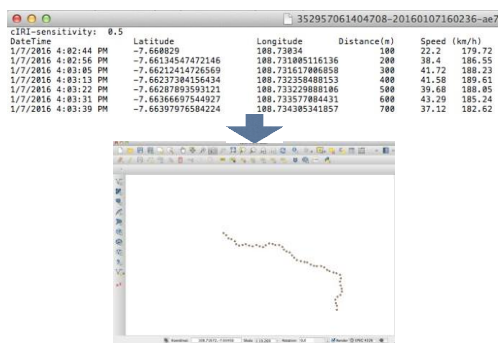 352957061404708-20160107160236-ae7
cIRI-sensitivity: 0.5
DateTime Latitude Longitude Distance(m) Speed (km/h)
1/7/2016 4:02:44 PM -7.660829 108.73034 100 22.2 179.72
1/7/2016 4:02:56 PM -7.66134547472146 108.731005116136 200 38.4 186.55
1/7/2016 4:03:05 PM -7.66212414726569 108.731617006858 300 41.72 188.23
1/7/2016 4:03:13 PM -7.66237304156434 108.732358488153 400 41.58 189.61
1/7/2016 4:03:22 PM -7.66287893593121 108.733229888106 500 39.68 188.05
1/7/2016 4:03:31 PM -7.66366697544927 108.733577084431 600 43.29 185.24
1/7/2016 4:03:39 PM -7.66397976584224 108.734305341857 700 37.12 182.62
Render